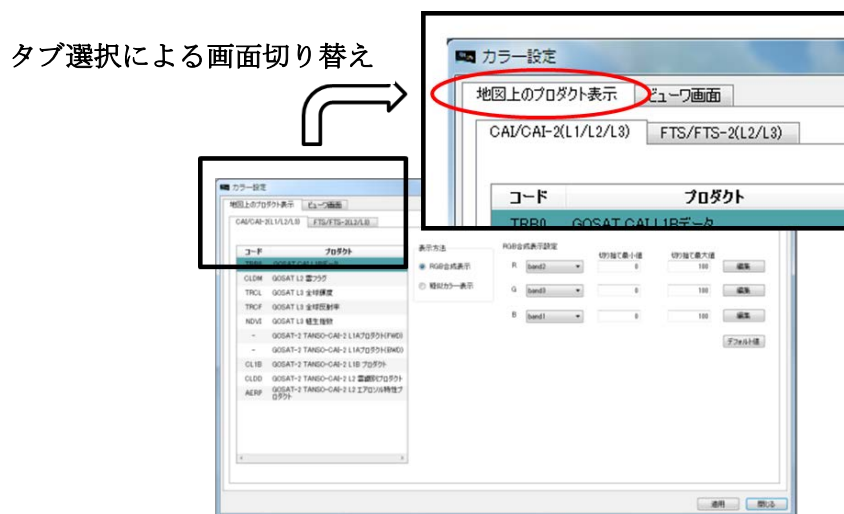 タブ選択による画面切り替え
カラー設定
地図上のプロダクト表示 ビューワ画面
CAI/CAI-2(L1/L2/L3) FTS/FTS-2(L2/L3)
コード プロダクト
TRB0 GOSAT CAI L1Bデータ
カラー設定
地図上のプロダクト表示 ビューワ画面
CAI/CAI-2(L1/L2/L3) FTS/FTS-2(L2/L3)
コード プロダクト
TRB0 GOSAT CAI L1Bデータ
CLDM GOSAT L2 雲フラグ
TRCL GOSAT L3 全球輝度
TRCF GOSAT L3 全球反射率
NDVI GOSAT L3 植生指数
- GOSAT-2 TANSO-CAI-2 L1Aプロダクト(FWD)
- GOSAT-2 TANSO-CAI-2 L1Aプロダクト(BWD)
CL1B GOSAT-2 TANSO-CAI-2 L1B プロダクト
CLDD GOSAT-2 TANSO-CAI-2 L2 雲識別プロダクト
AERP GOSAT-2 TANSO-CAI-2 L2 エアロゾル特性プ
ロダクト
表示方法
RGB合成表示
疑似カラー表示
RGB合成表示設定
切り捨て最小値 切り捨て最大値
R band2 0 100 編集
G band3 0 100 編集
B band1 0 100 編集
デフォルト値
適用 閉じる